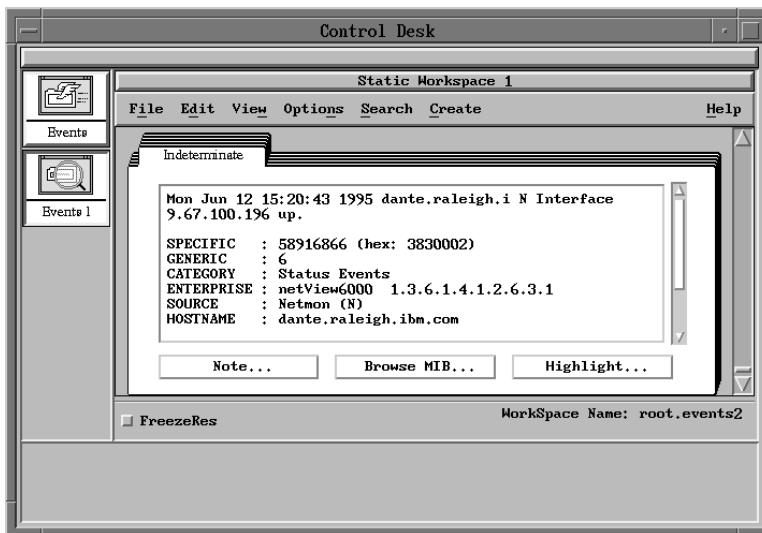 Control Desk
Static Workspace 1
File Edit View Options Search Create Help
Events
Events 1
Indeterminate
Mon Jun 12 15:20:43 1995 dante.raleigh.i N Interface
9.67.100.196 up.
SPECIFIC : 58916866 (hex: 3830002)
GENERIC : 6
CATEGORY : Status Events
ENTERPRISE : netView6000 1.3.6.1.4.1.2.6.3.1
SOURCE : Netmon (N)
HOSTNAME : dante.raleigh.ibm.com
Note... Browse MIB... Highlight...
FreezeRes
WorkSpace Name: root.events2